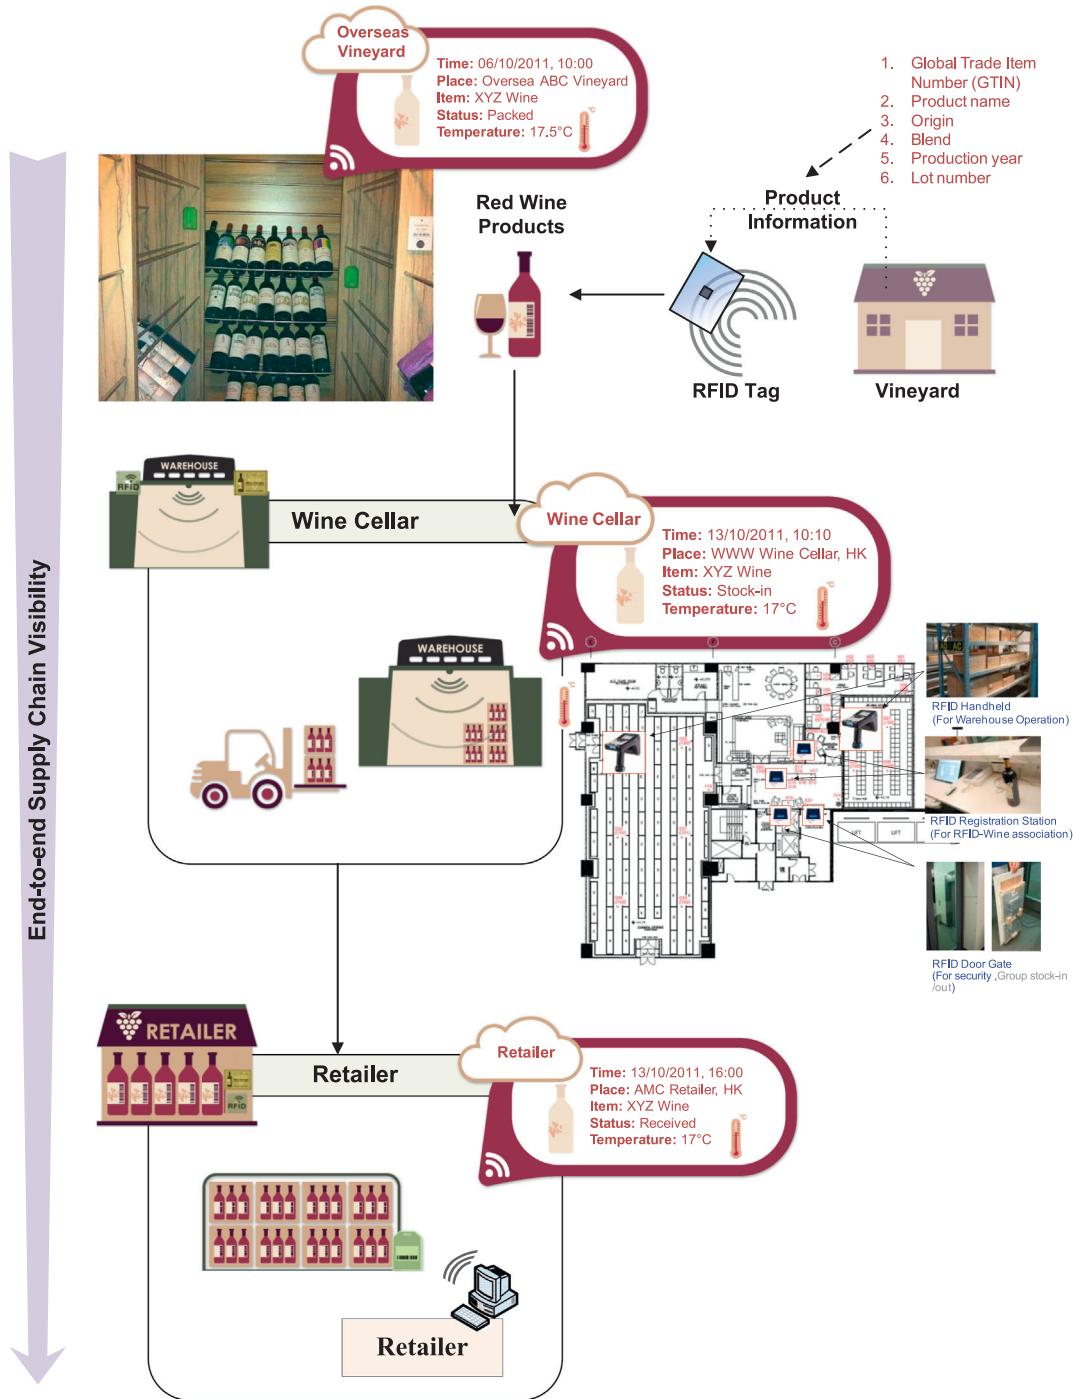 Overseas
Vineyard
Time: 06/10/2011, 10:00
Place: Oversea ABC Vineyard
Item: XYZ Wine
Status: Packed
Temperature: 17.5°C
°C
1. Global Trade Item
Number (GTIN)
2. Product name
3. Origin
4. Blend
5. Production year
6. Lot number
Product
Information
Red Wine
Products
RFID Tag
Vineyard
End-to-end Supply Chain Visibility
WAREHOUSE
RFID
Wine Cellar
Wine Cellar
Time: 13/10/2011, 10:10
Place: WWW Wine Cellar, HK
Item: XYZ Wine
Status: Stock-in
Temperature: 17°C
°C
WAREHOUSE
°C
RFID Handheld
(For Warehouse Operation)
RFID Registration Station
(For RFID-Wine association)
LIFT
LIFT
RFID Door Gate
(For security ,Group stock-in
/out)
RETAILER
RFID
Retailer
Retailer
Time: 13/10/2011, 16:00
Place: AMC Retailer, HK
Item: XYZ Wine
Status: Received
Temperature: 17°C
°C
Retailer